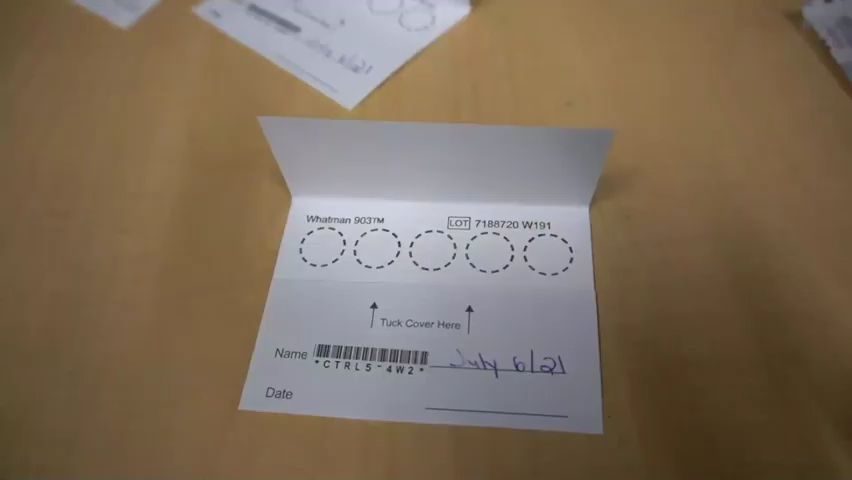 Whatman 903™ LOT 7188720 W191
Tuck Cover Here
Name *CTRL5-4W2* July 6/21
Date